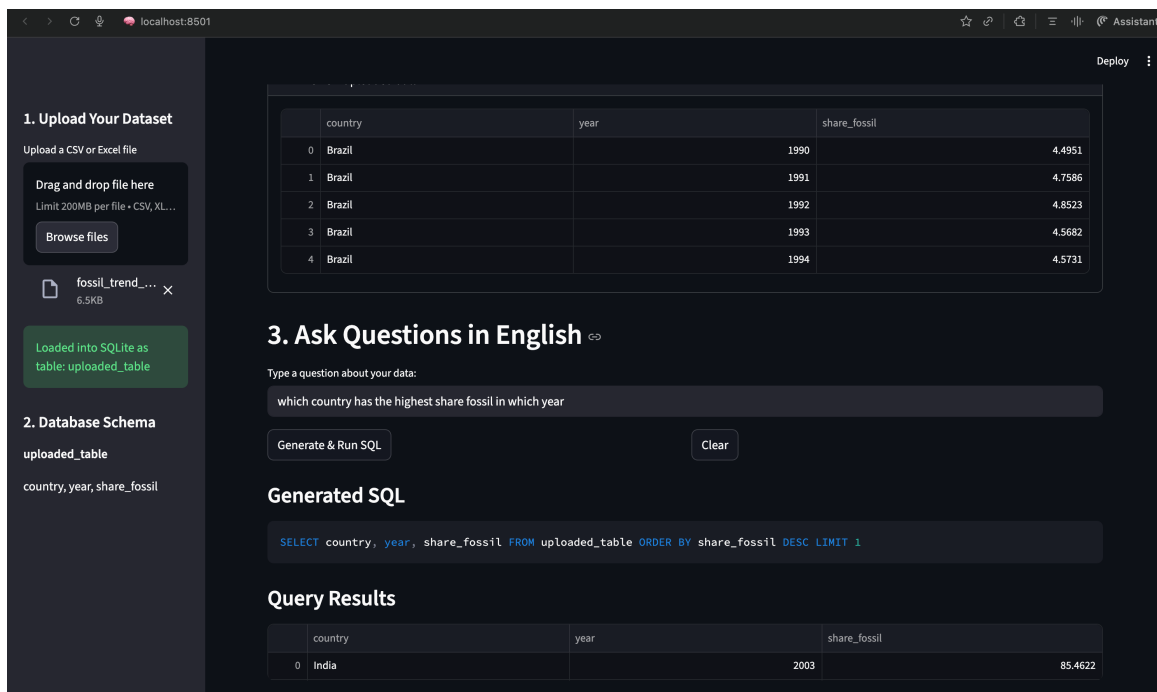 localhost:8501
Assistant
Deploy
1. Upload Your Dataset
Upload a CSV or Excel file
Drag and drop file here
Limit 200MB per file • CSV, XL...
Browse files
fossil_trend_...
6.5KB
Loaded into SQLite as
table: uploaded_table
2. Database Schema
uploaded_table
country, year, share_fossil
country year share_fossil
0 Brazil 1990 4.4951
1 Brazil 1991 4.7586
2 Brazil 1992 4.8523
3 Brazil 1993 4.5682
4 Brazil 1994 4.5731
3. Ask Questions in English
Type a question about your data:
which country has the highest share fossil in which year
Generate & Run SQL Clear
Generated SQL
SELECT country, year, share_fossil FROM uploaded_table ORDER BY share_fossil DESC LIMIT 1
Query Results
country year share_fossil
0 India 2003 85.4622